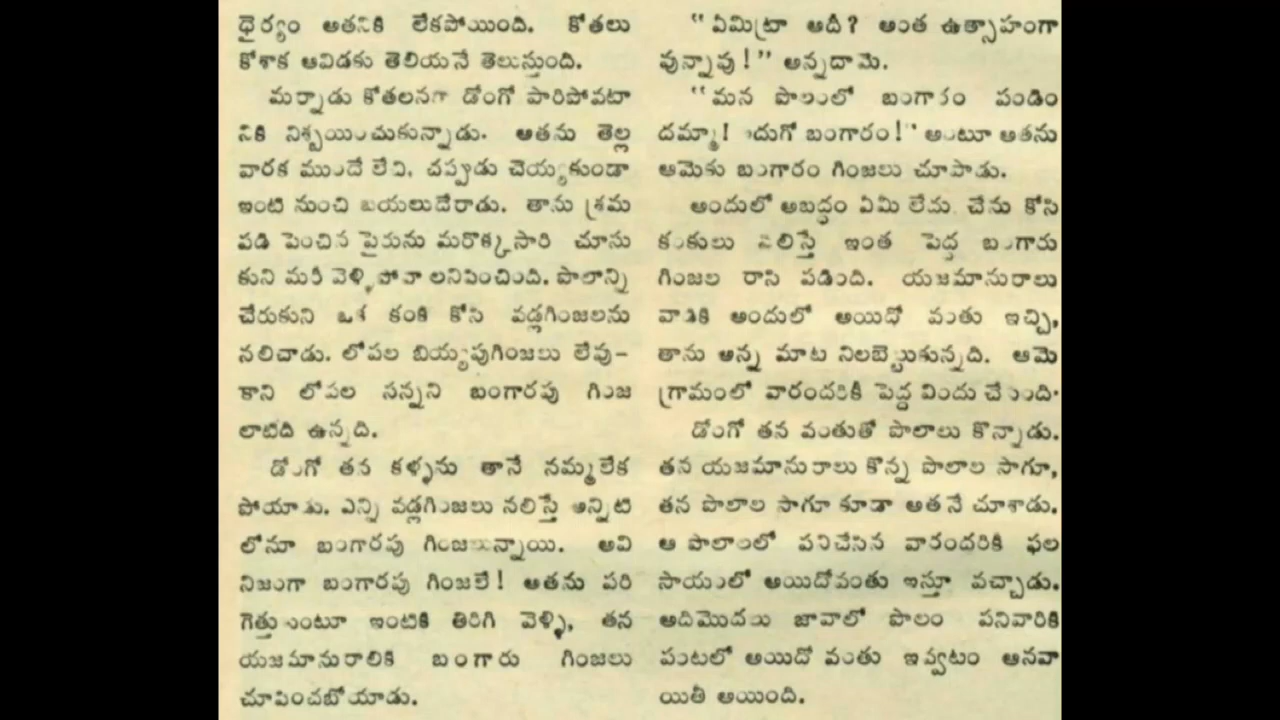 ధైర్యం అతనికి లేకపోయింది. కోతలు
కోశాక ఆవిడకు తెలియనే తెలుస్తుంది.
మర్నాడు కోతలనగా డోంగో పారిపోవటా
నికి నిశ్చయించుకున్నాడు. అతను తెల్ల
వారక ముందే లేచి, చప్పుడు చెయ్యకుండా
ఇంటి నుంచి బయలుదేరాడు. తాను శ్రమ
పడి పెంచిన పైరును మరొక్కసారి చూసు
కుని మరీ వెళ్ళిపోవా లనిపించింది. పొలాన్ని
చేరుకుని ఒక కంకి కోసి వడ్లగింజలను
నలిచాడు. లోపల బియ్యపుగింజలు లేవు-
కాని లోపల సన్నని బంగారపు గింజ
లాటిది ఉన్నది.
డోంగో తన కళ్ళను తానే నమ్మలేక
పోయాడు. ఎన్ని వడ్లగింజలు నలిస్తే అన్నిటి
లోనూ బంగారపు గింజలున్నాయి. అవి
నిజంగా బంగారపు గింజలే! అతను పరి
గెత్తుతుంటూ ఇంటికి తిరిగి వెళ్ళి, తన
యజమానురాలికి బంగారు గింజలు
చూపించబోయాడు.
“ ఏమిట్రా అదీ? అంత ఉత్సాహంగా
వున్నావు!” అన్నదామె.
“మన పొలంలో బంగారం పండిం
దమ్మా! ఇదుగో బంగారం!” అంటూ అతను
ఆమెకు బంగారం గింజలు చూపాడు.
అందులో అబద్ధం ఏమీ లేదు. చేను కోసి
కంకులు నలిస్తే ఇంత పెద్ద బంగారు
గింజల రాసి పడింది. యజమానురాలు
వాడికి అందులో అయిదో వంతు ఇచ్చి,
తాను అన్న మాట నిలబెట్టుకున్నది. ఆమె
గ్రామంలో వారందరికీ పెద్ద విందు చేసింది.
డోంగో తన వంతుతో పొలాలు కొన్నాడు.
తన యజమానురాలు కొన్న పొలాల సాగూ,
తన పొలాల సాగూ కూడా అతనే చూశాడు.
ఆ పొలాలలో పనిచేసిన వారందరికి ఫల
సాయంలో అయిదోవంతు ఇస్తూ వచ్చాడు.
అదిమొదలు జావాలో పొలం పనివారికి
పంటలో అయిదో వంతు ఇవ్వటం ఆనవా
యితీ అయింది.